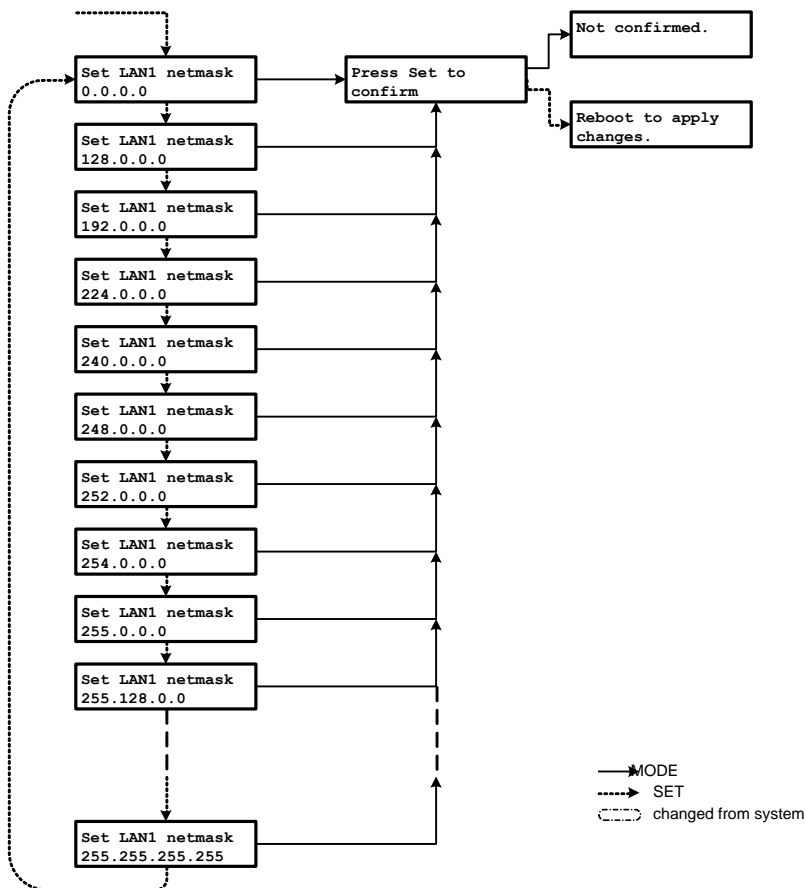 Not confirmed.
Set LAN1 netmask
0.0.0.0
Press Set to
confirm
Reboot to apply
changes.
Set LAN1 netmask
128.0.0.0
Set LAN1 netmask
192.0.0.0
Set LAN1 netmask
224.0.0.0
Set LAN1 netmask
240.0.0.0
Set LAN1 netmask
248.0.0.0
Set LAN1 netmask
252.0.0.0
Set LAN1 netmask
254.0.0.0
Set LAN1 netmask
255.0.0.0
Set LAN1 netmask
255.128.0.0
MODE
SET
changed from system
Set LAN1 netmask
255.255.255.255